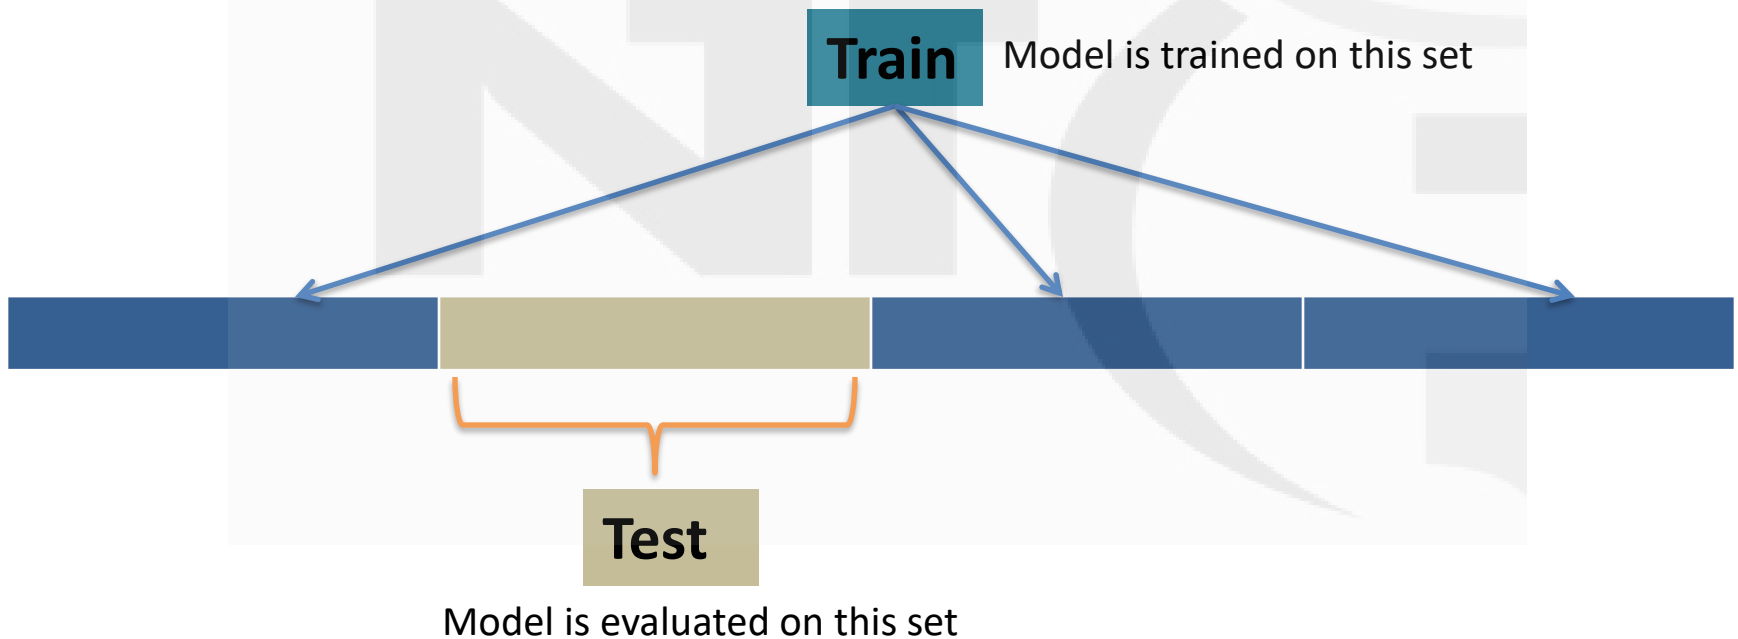 Train
Model is trained on this set
Test
Model is evaluated on this set